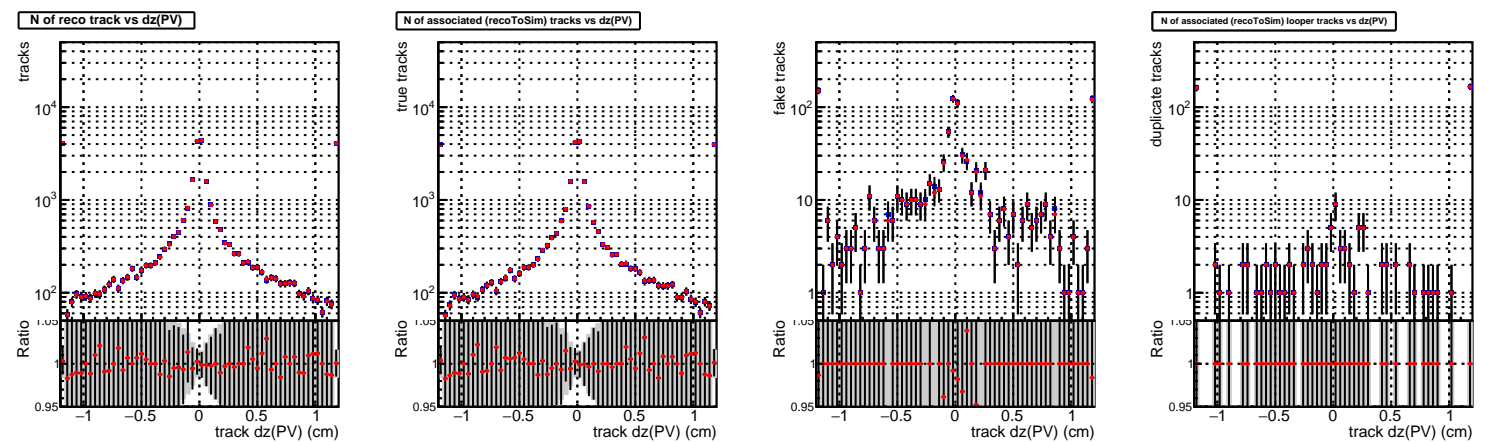 N of reco track vs dz(PV)
tracks
10^4
10^3
10^2
Ratio
1.05
1
0.95
−1 −0.5 0 0.5 1
track dz(PV) (cm)
N of associated (recoToSim) tracks vs dz(PV)
true tracks
10^4
10^3
10^2
Ratio
1.05
1
0.95
−1 −0.5 0 0.5 1
track dz(PV) (cm)
fake tracks
10^2
10
1
Ratio
1.05
1
0.95
−1 −0.5 0 0.5 1
track dz(PV) (cm)
N of associated (recoToSim) looper tracks vs dz(PV)
duplicate tracks
10^2
10
1
Ratio
1.05
1
0.95
−1 −0.5 0 0.5 1
track dz(PV) (cm)